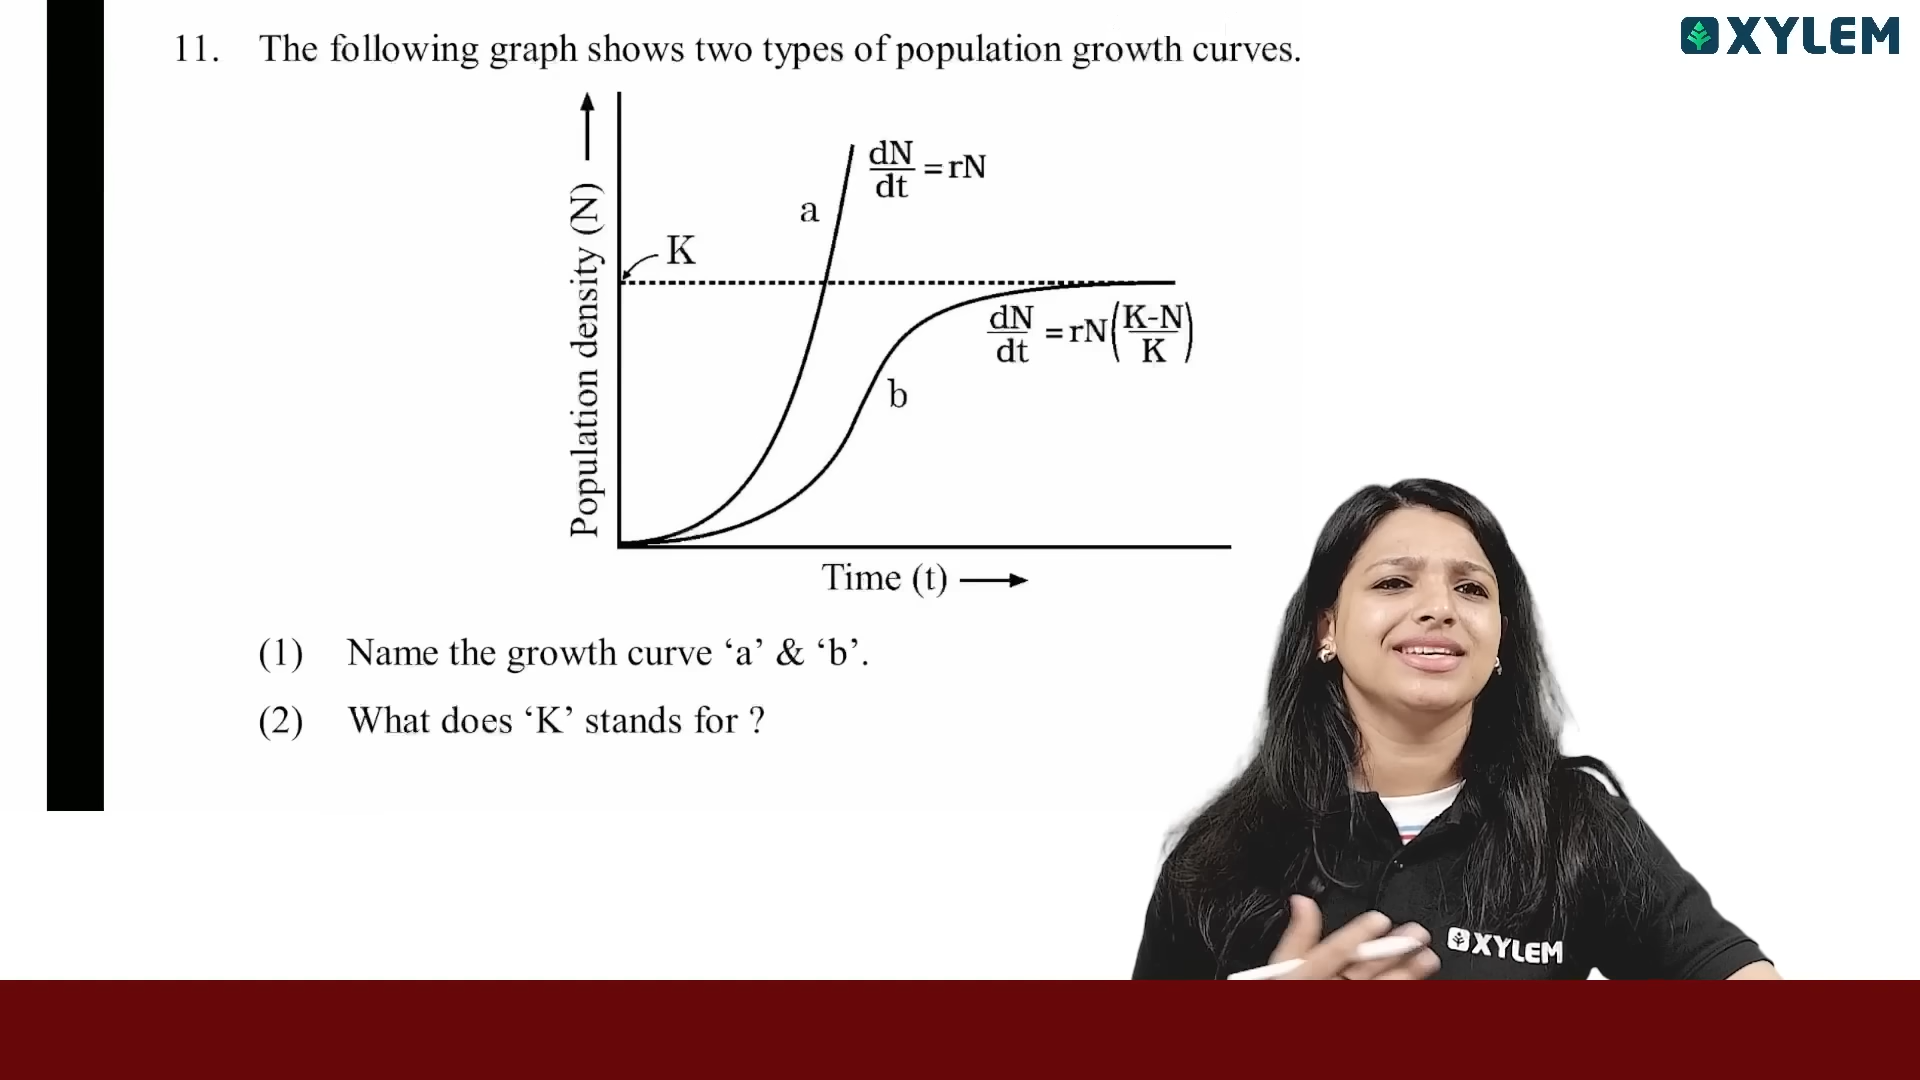 XYLEM
11. The following graph shows two types of population growth curves.
Population density (N)
K
a
dN/dt = rN
b
dN/dt = rN(K-N/K)
Time (t)
(1) Name the growth curve ‘a’ & ‘b’.
(2) What does ‘K’ stands for ?
XYLEM